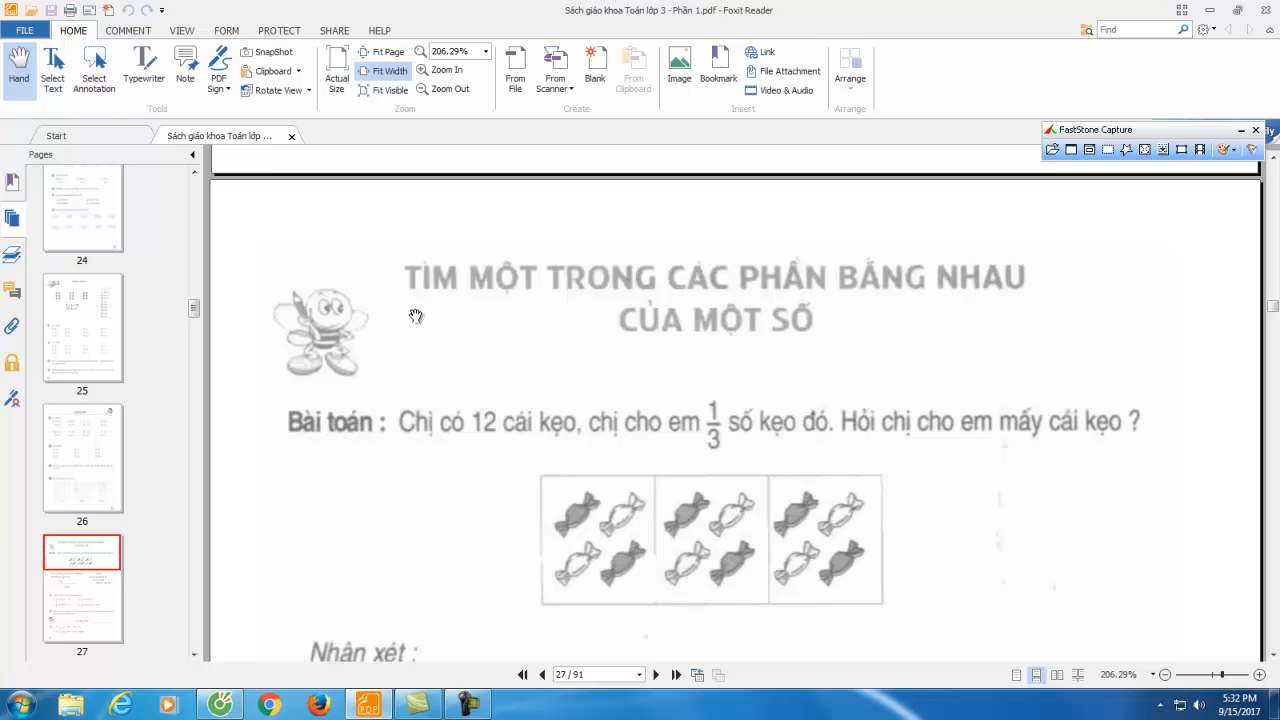 Sách giáo khoa Toán lớp 3 - Phần 1.pdf - Foxit Reader
FILE HOME COMMENT VIEW FORM PROTECT SHARE HELP
Find
Hand
Select Text
Select Annotation
Typewriter
Note
PDF Sign
SnapShot
Clipboard
Rotate View
Tools
Actual Size
Fit Page
Fit Width
Fit Visible
206.29%
Zoom In
Zoom Out
Zoom
From File
From Scanner
Blank
From Clipboard
Create
Image
Bookmark
Link
File Attachment
Video & Audio
Insert
Arrange
Arrange
Start
Sách giáo khoa Toán lớp ...
FastStone Capture
Pages
24
25
26
27
TÌM MỘT TRONG CÁC PHẦN BẰNG NHAU
CỦA MỘT SỐ
Bài toán : Chị có 12 cái kẹo, chị cho em 1/3 số kẹo đó. Hỏi chị cho em mấy cái kẹo ?
Nhận xét :
27 / 91
206.29%
5:32 PM
9/15/2017